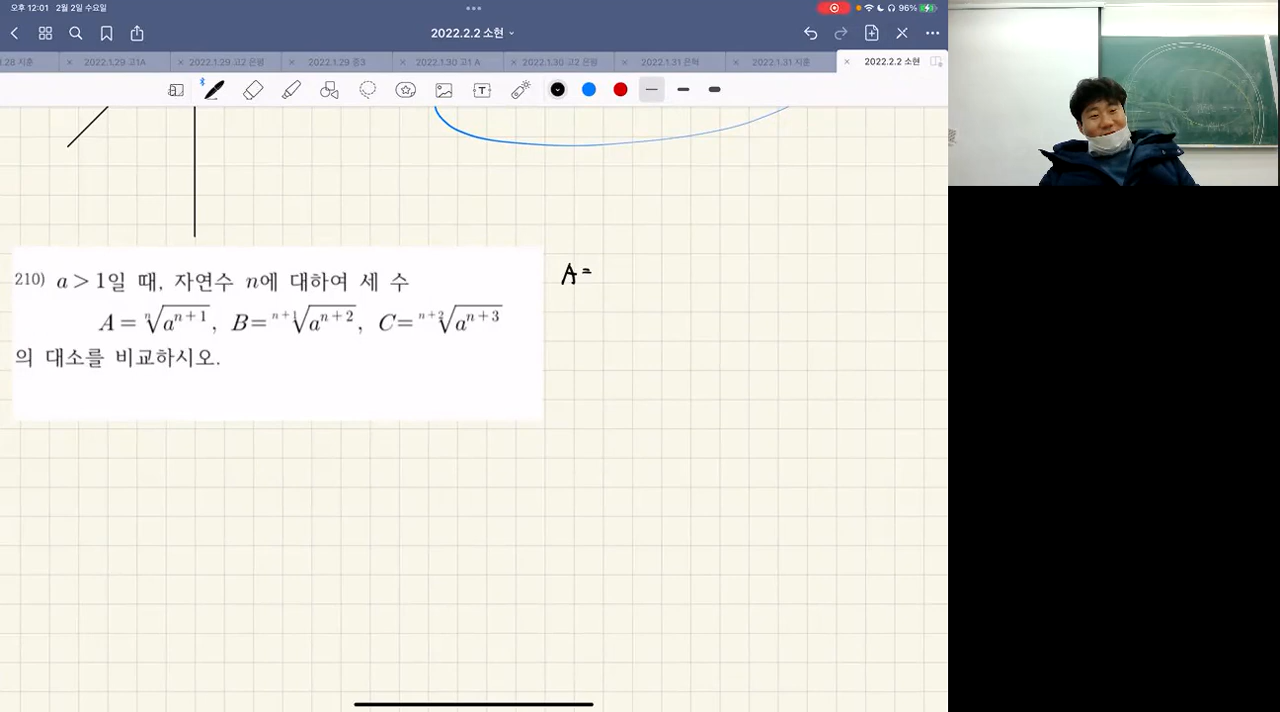 오후 12:01 2월 2일 수요일
96%
2022.2.2 소현
1.28 지훈
2022.1.29 고1A
2022.1.29 고2 은평
2022.1.29 중3
2022.1.30 고1 A
2022.1.30 고2 은평
2022.1.31 은혁
2022.1.31 지훈
2022.2.2 소현
210) a > 1일 때, 자연수 n에 대하여 세 수
A = ⁿ√(aⁿ⁺¹), B= ⁿ⁺¹√(aⁿ⁺²), C= ⁿ⁺²√(aⁿ⁺³)
의 대소를 비교하시오.
A=